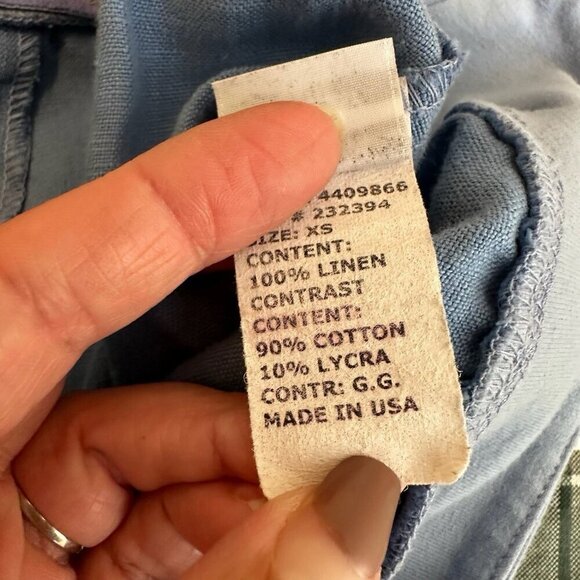 4409866
# 232394
SIZE: XS
CONTENT:
100% LINEN
CONTRAST
CONTENT:
90% COTTON
10% LYCRA
CONTR: G.G.
MADE IN USA